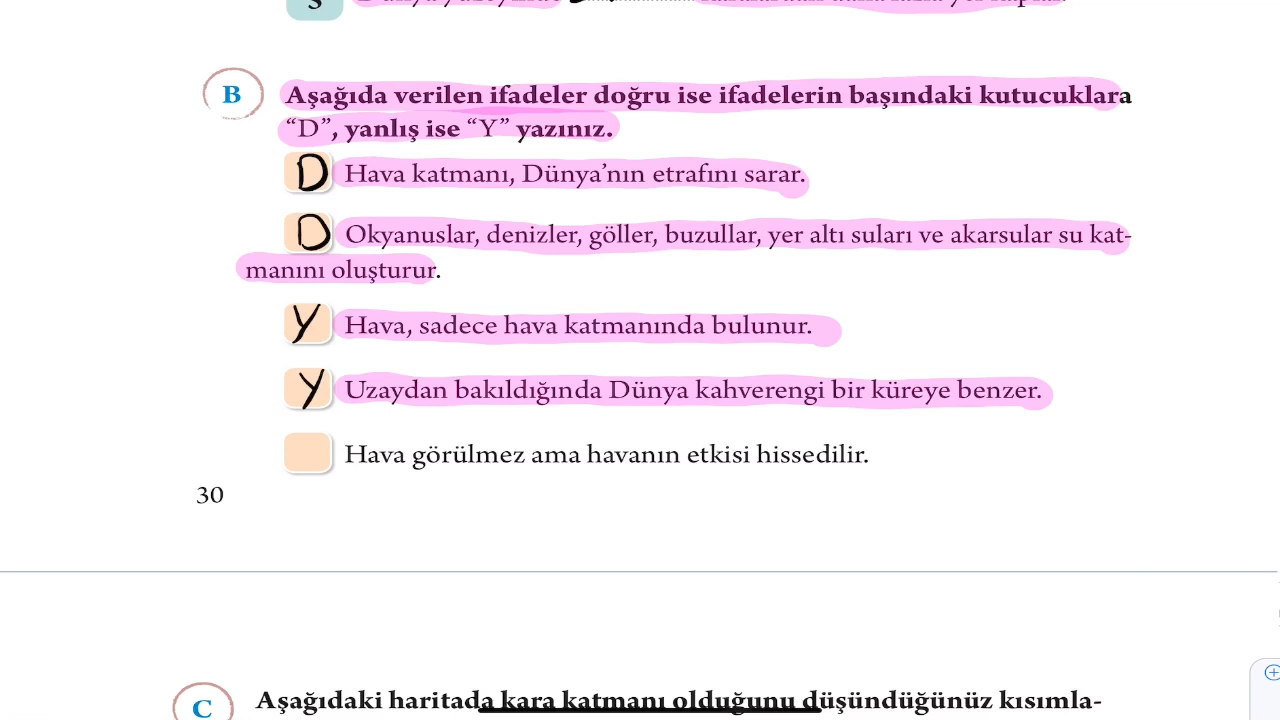 B Aşağıda verilen ifadeler doğru ise ifadelerin başındaki kutucuklara
“D”, yanlış ise “Y” yazınız.
D Hava katmanı, Dünya’nın etrafını sarar.
D Okyanuslar, denizler, göller, buzullar, yer altı suları ve akarsular su kat-
manını oluşturur.
Y Hava, sadece hava katmanında bulunur.
Y Uzaydan bakıldığında Dünya kahverengi bir küreye benzer.
Hava görülmez ama havanın etkisi hissedilir.
30
C Aşağıdaki haritada kara katmanı olduğunu düşündüğünüz kısımla-